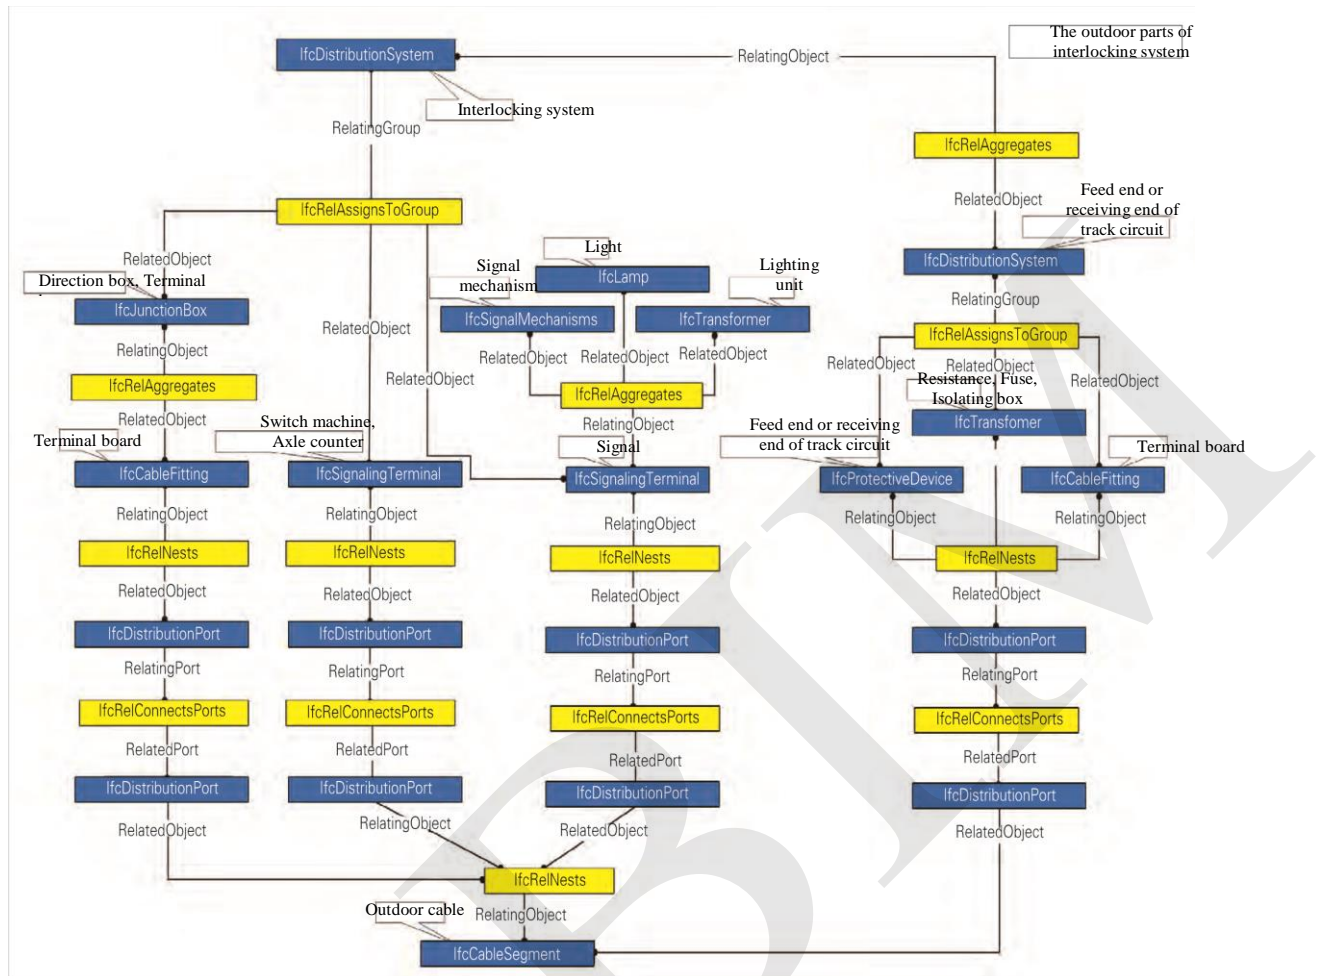 The outdoor parts of
interlocking system
IfcDistributionSystem
RelatingObject
Interlocking system
RelatingGroup
IfcRelAggregates
RelatedObject
Feed end or
receiving end of
track circuit
IfcRelAssignsToGroup
RelatedObject
Light
Signal
mechanism
Lighting
unit
IfcDistributionSystem
Direction box, Terminal
IfcLamp
IfcJunctionBox
RelatedObject
IfcSignalMechanisms
IfcTransformer
RelatingGroup
IfcRelAssignsToGroup
RelatingObject
RelatedObject
RelatedObject
RelatedObject
RelatedObject
RelatedObject
RelatedObject
RelatedObject
IfcRelAggregates
IfcRelAggregates
Resistance, Fuse,
Isolating box
RelatedObject
RelatingObject
IfcTransfomer
Switch machine,
Axle counter
Feed end or receiving
end of track circuit
Terminal board
Signal
Terminal board
IfcCableFitting
IfcSignalingTerminal
IfcSignalingTerminal
IfcProtectiveDevice
IfcCableFitting
RelatingObject
RelatingObject
RelatingObject
RelatingObject
RelatingObject
IfcRelNests
IfcRelNests
IfcRelNests
IfcRelNests
RelatedObject
RelatedObject
RelatedObject
RelatedObject
IfcDistributionPort
IfcDistributionPort
IfcDistributionPort
IfcDistributionPort
RelatingPort
RelatingPort
RelatingPort
RelatingPort
IfcRelConnectsPorts
IfcRelConnectsPorts
IfcRelConnectsPorts
IfcRelConnectsPorts
RelatedPort
RelatedPort
RelatedPort
RelatedPort
IfcDistributionPort
IfcDistributionPort
IfcDistributionPort
IfcDistributionPort
RelatedObject
RelatingObject
RelatedObject
RelatedObject
IfcRelNests
Outdoor cable
RelatingObject
IfcCableSegment
BIM